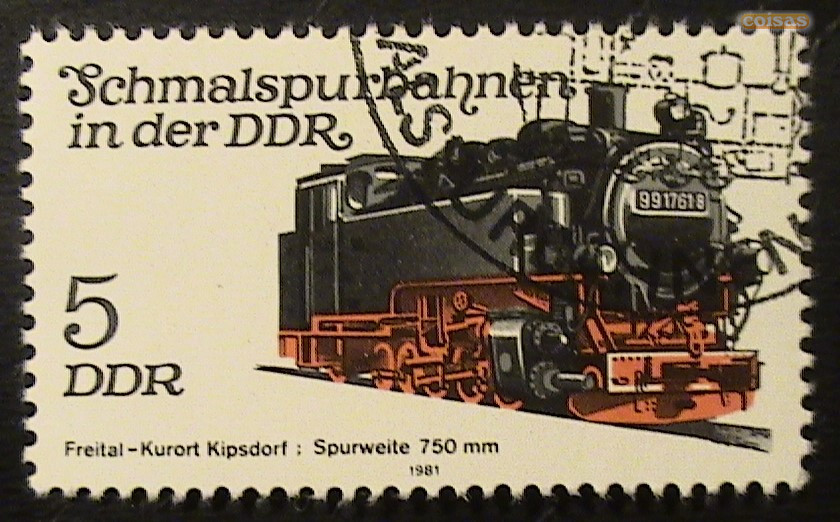 coisas
Schmalspurbahnen
in der DDR
99 1761-8
5
DDR
Freital-Kurort Kipsdorf : Spurweite 750 mm
1981